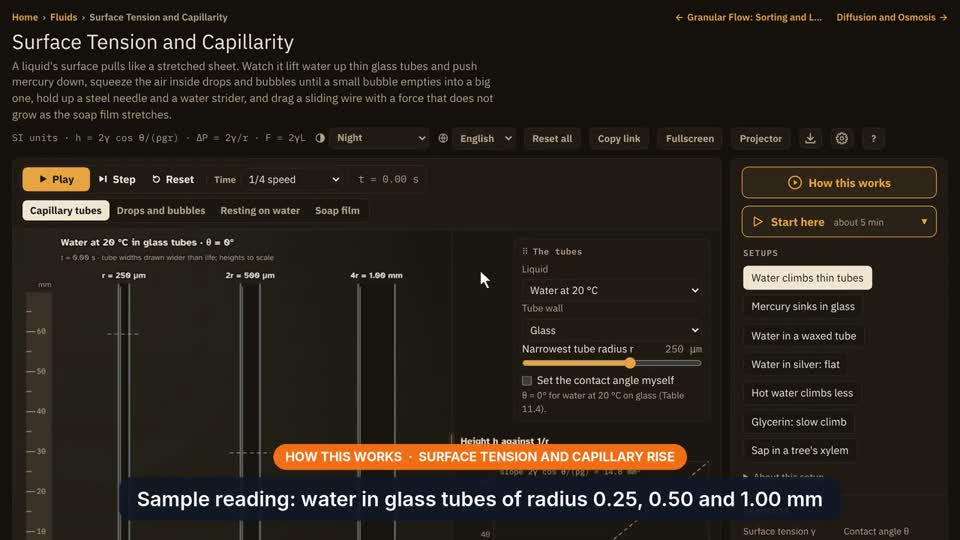 Home › Fluids › Surface Tension and Capillarity
← Granular Flow: Sorting and L...
Diffusion and Osmosis →
Surface Tension and Capillarity
A liquid's surface pulls like a stretched sheet. Watch it lift water up thin glass tubes and push
mercury down, squeeze the air inside drops and bubbles until a small bubble empties into a big
one, hold up a steel needle and a water strider, and drag a sliding wire with a force that does not
grow as the soap film stretches.
SI units · h = 2γ cos θ/(ρgr) · ΔP = 2γ/r · F = 2γL
Night
English
Reset all
Copy link
Fullscreen
Projector
?
Play
Step
Reset
Time
1/4 speed
t = 0.00 s
Capillary tubes
Drops and bubbles
Resting on water
Soap film
Water at 20 °C in glass tubes · θ = 0°
t = 0.00 s · tube widths drawn wider than life; heights to scale
r = 250 μm
2r = 500 μm
4r = 1.00 mm
mm
60
50
40
30
20
10
The tubes
Liquid
Water at 20 °C
Tube wall
Glass
Narrowest tube radius r
250 μm
Set the contact angle myself
θ = 0° for water at 20 °C on glass (Table
11.4).
Height h against 1/r
slope 2γ cos θ/(ρg) = 14.8 mm²
40
How this works
Start here
about 5 min
SETUPS
Water climbs thin tubes
Mercury sinks in glass
Water in a waxed tube
Water in silver: flat
Hot water climbs less
Glycerin: slow climb
Sap in a tree's xylem
About this setup
Surface tension γ
Contact angle θ
HOW THIS WORKS · SURFACE TENSION AND CAPILLARY RISE
Sample reading: water in glass tubes of radius 0.25, 0.50 and 1.00 mm